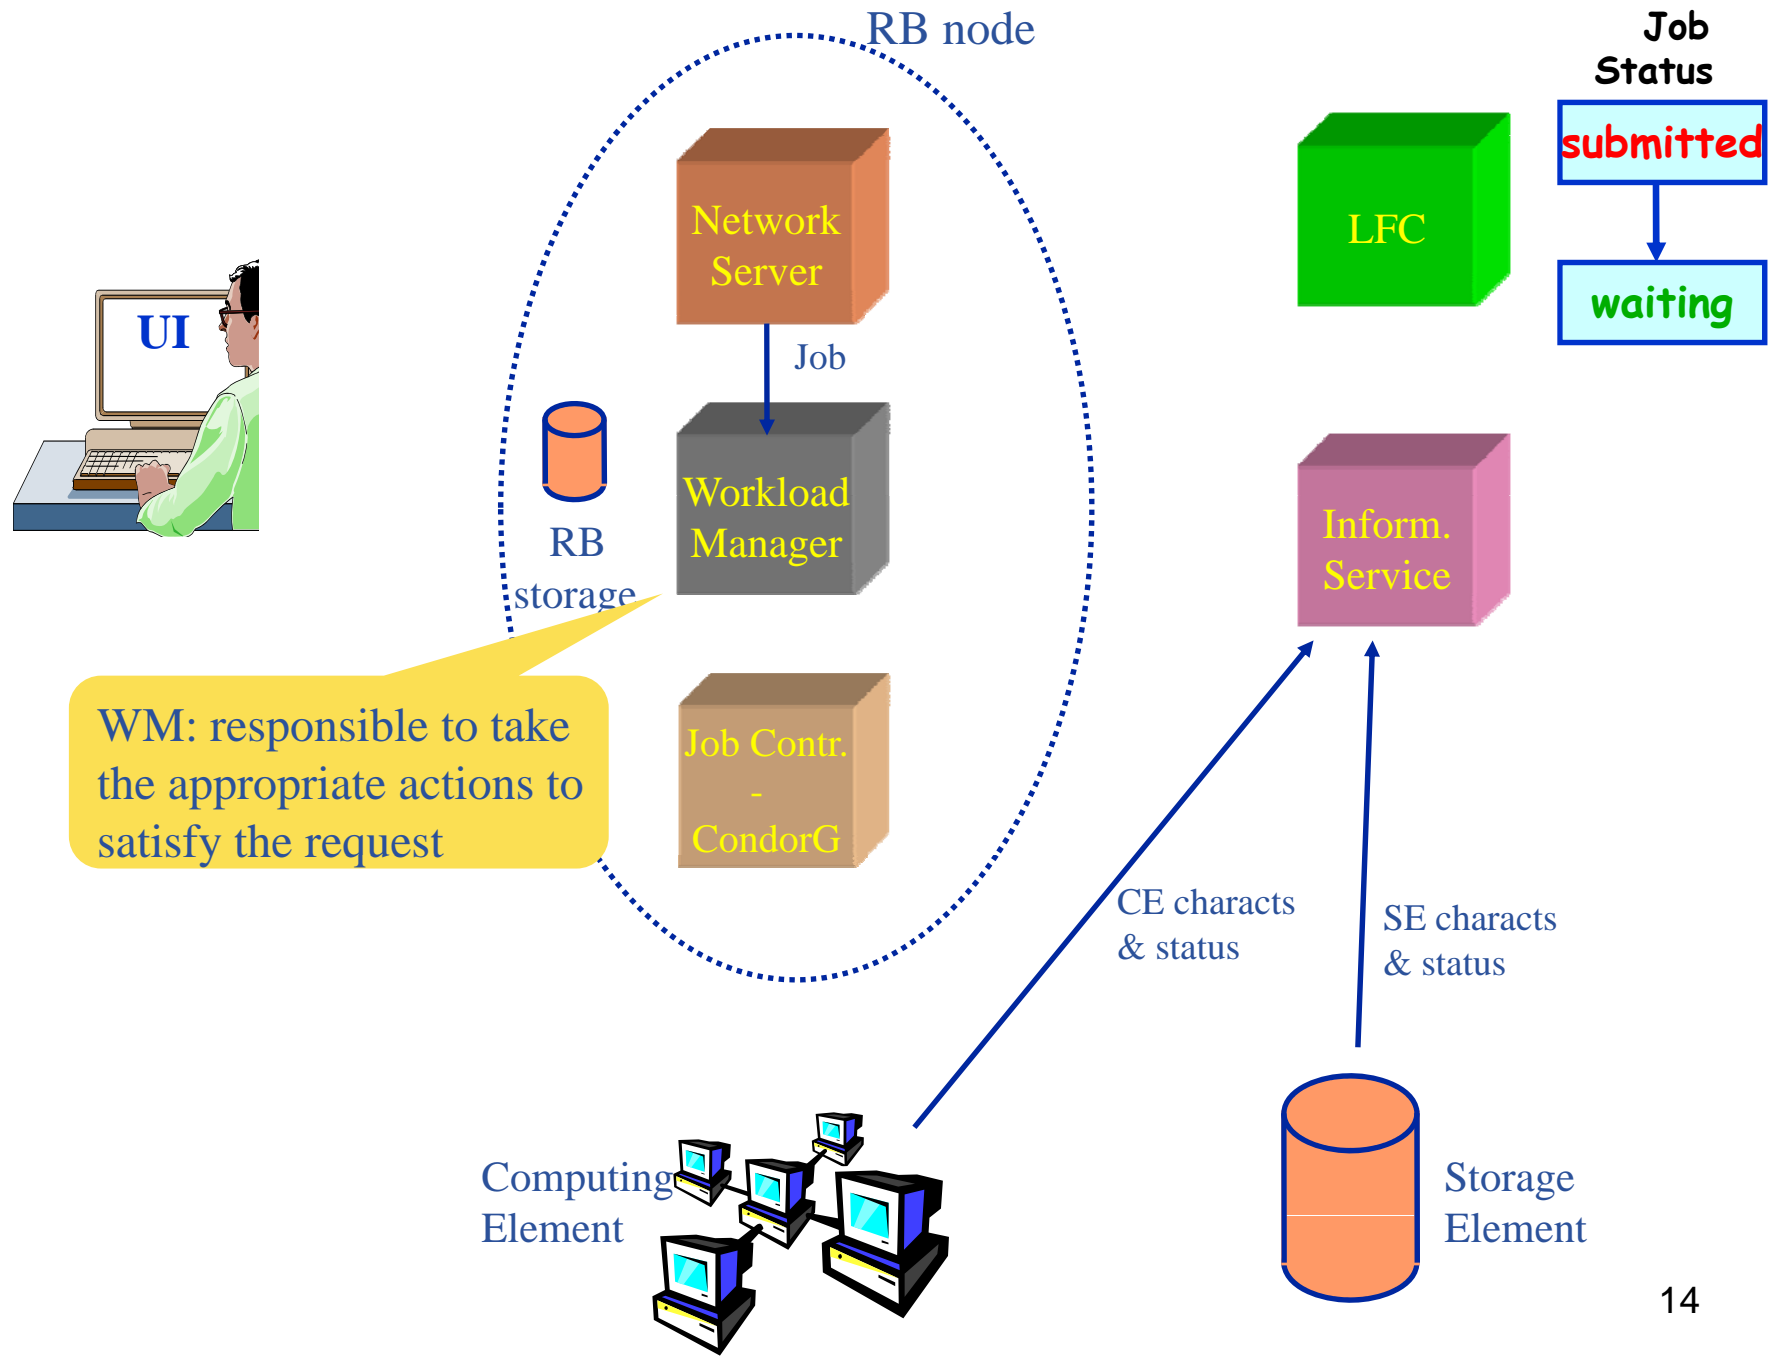 RB node
Job
Status
submitted
waiting
Network
Server
LFC
UI
Job
Workload
Manager
RB
storage
Inform.
Service
WM: responsible to take
the appropriate actions to
satisfy the request
Job Contr.
-
CondorG
CE characts
& status
SE characts
& status
Computing
Element
Storage
Element
14